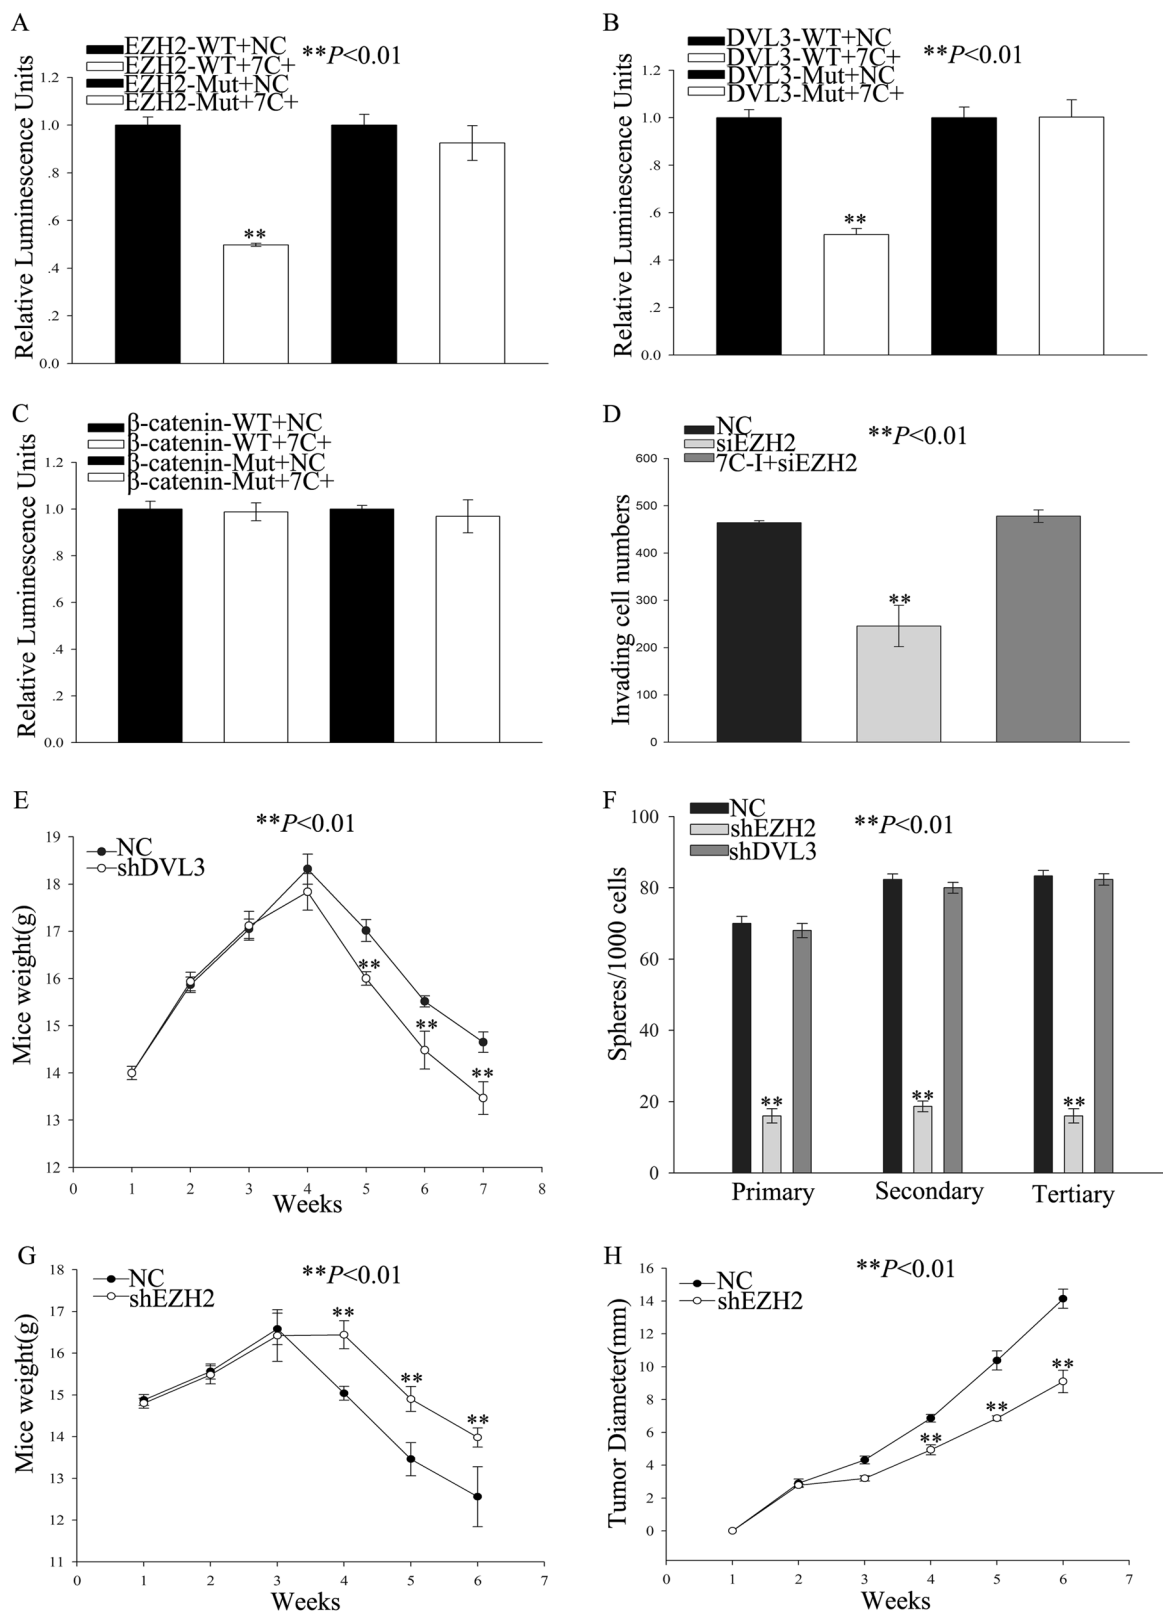 A
EZH2-WT+NC
EZH2-WT+7C+
EZH2-Mut+NC
EZH2-Mut+7C+
**P<0.01
Relative Luminescence Units
1.2
1.0
.8
.6
.4
.2
0.0
**
B
DVL3-WT+NC
DVL3-WT+7C+
DVL3-Mut+NC
DVL3-Mut+7C+
**P<0.01
Relative Luminescence Units
1.2
1.0
.8
.6
.4
.2
0.0
**
C
β-catenin-WT+NC
β-catenin-WT+7C+
β-catenin-Mut+NC
β-catenin-Mut+7C+
Relative Luminescence Units
1.2
1.0
.8
.6
.4
.2
0.0
D
NC
siEZH2
7C-I+siEZH2
**P<0.01
Invading cell numbers
600
500
400
300
200
100
0
**
E
**P<0.01
NC
shDVL3
Mice weight(g)
19
18
17
16
15
14
13
12
**
**
**
0 1 2 3 4 5 6 7 8
Weeks
F
NC
shEZH2
shDVL3
**P<0.01
Spheres/1000 cells
100
80
60
40
20
0
**
**
**
Primary Secondary Tertiary
G
NC
shEZH2
**P<0.01
Mice weight(g)
18
17
16
15
14
13
12
11
**
**
**
0 1 2 3 4 5 6 7
Weeks
H
NC
shEZH2
**P<0.01
Tumor Diameter(mm)
16
14
12
10
8
6
4
2
0
**
**
**
0 1 2 3 4 5 6 7
Weeks